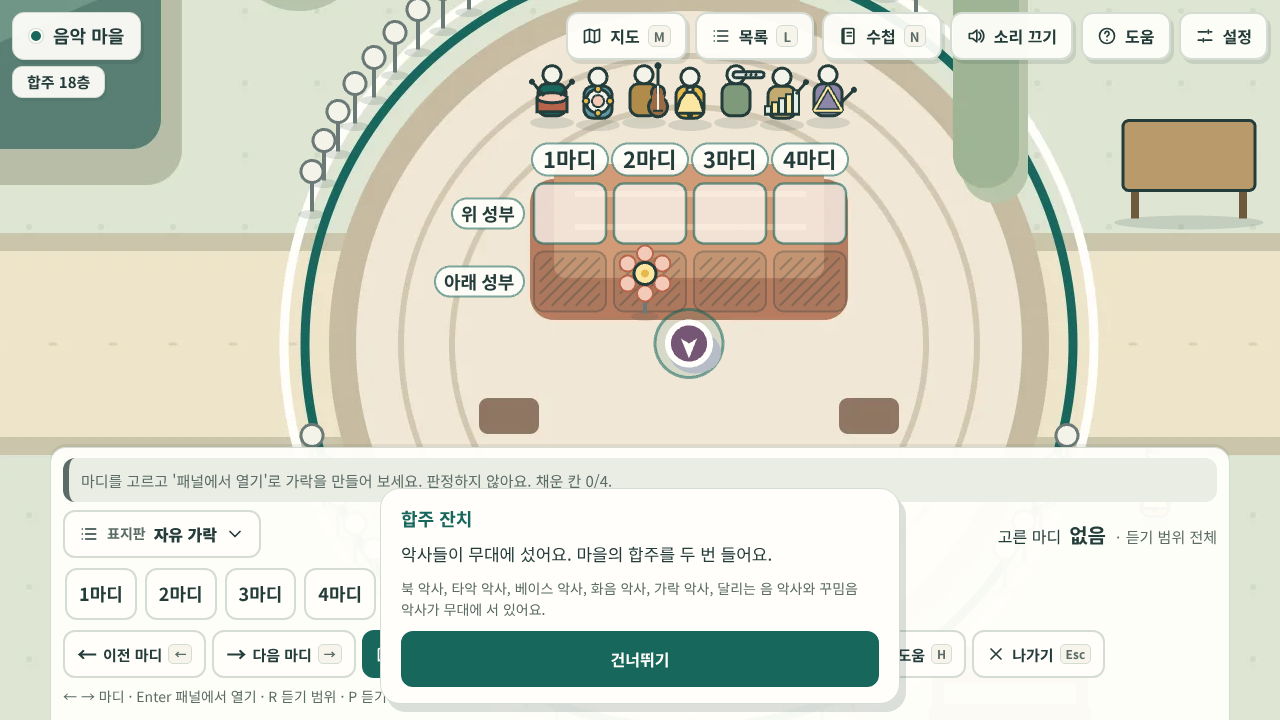 음악 마을
지도 M
목록 L
수첩 N
소리 끄기
도움
설정
합주 18층
1마디 2마디 3마디 4마디
위 성부
아래 성부
마디를 고르고 '패널에서 열기'로 가락을 만들어 보세요. 판정하지 않아요. 채운 칸 0/4.
표지판 자유 가락
고른 마디 없음 · 듣기 범위 전체
1마디 2마디 3마디 4마디
합주 잔치
악사들이 무대에 섰어요. 마을의 합주를 두 번 들어요.
북 악사, 타악 악사, 베이스 악사, 화음 악사, 가락 악사, 달리는 음 악사와 꾸밈음
악사가 무대에 서 있어요.
건너뛰기
← 이전 마디 ←
→ 다음 마디 →
도움 H
나가기 Esc
← → 마디 · Enter 패널에서 열기 · R 듣기 범위 · P 듣기